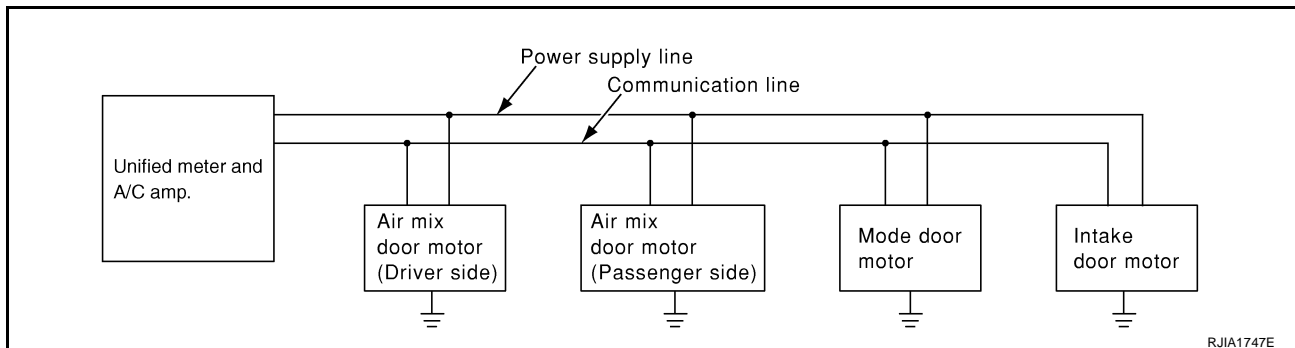 Power supply line
Communication line
Unified meter and
A/C amp.
Air mix
door motor
(Driver side)
Air mix
door motor
(Passenger side)
Mode door
motor
Intake
door motor
RJIA1747E